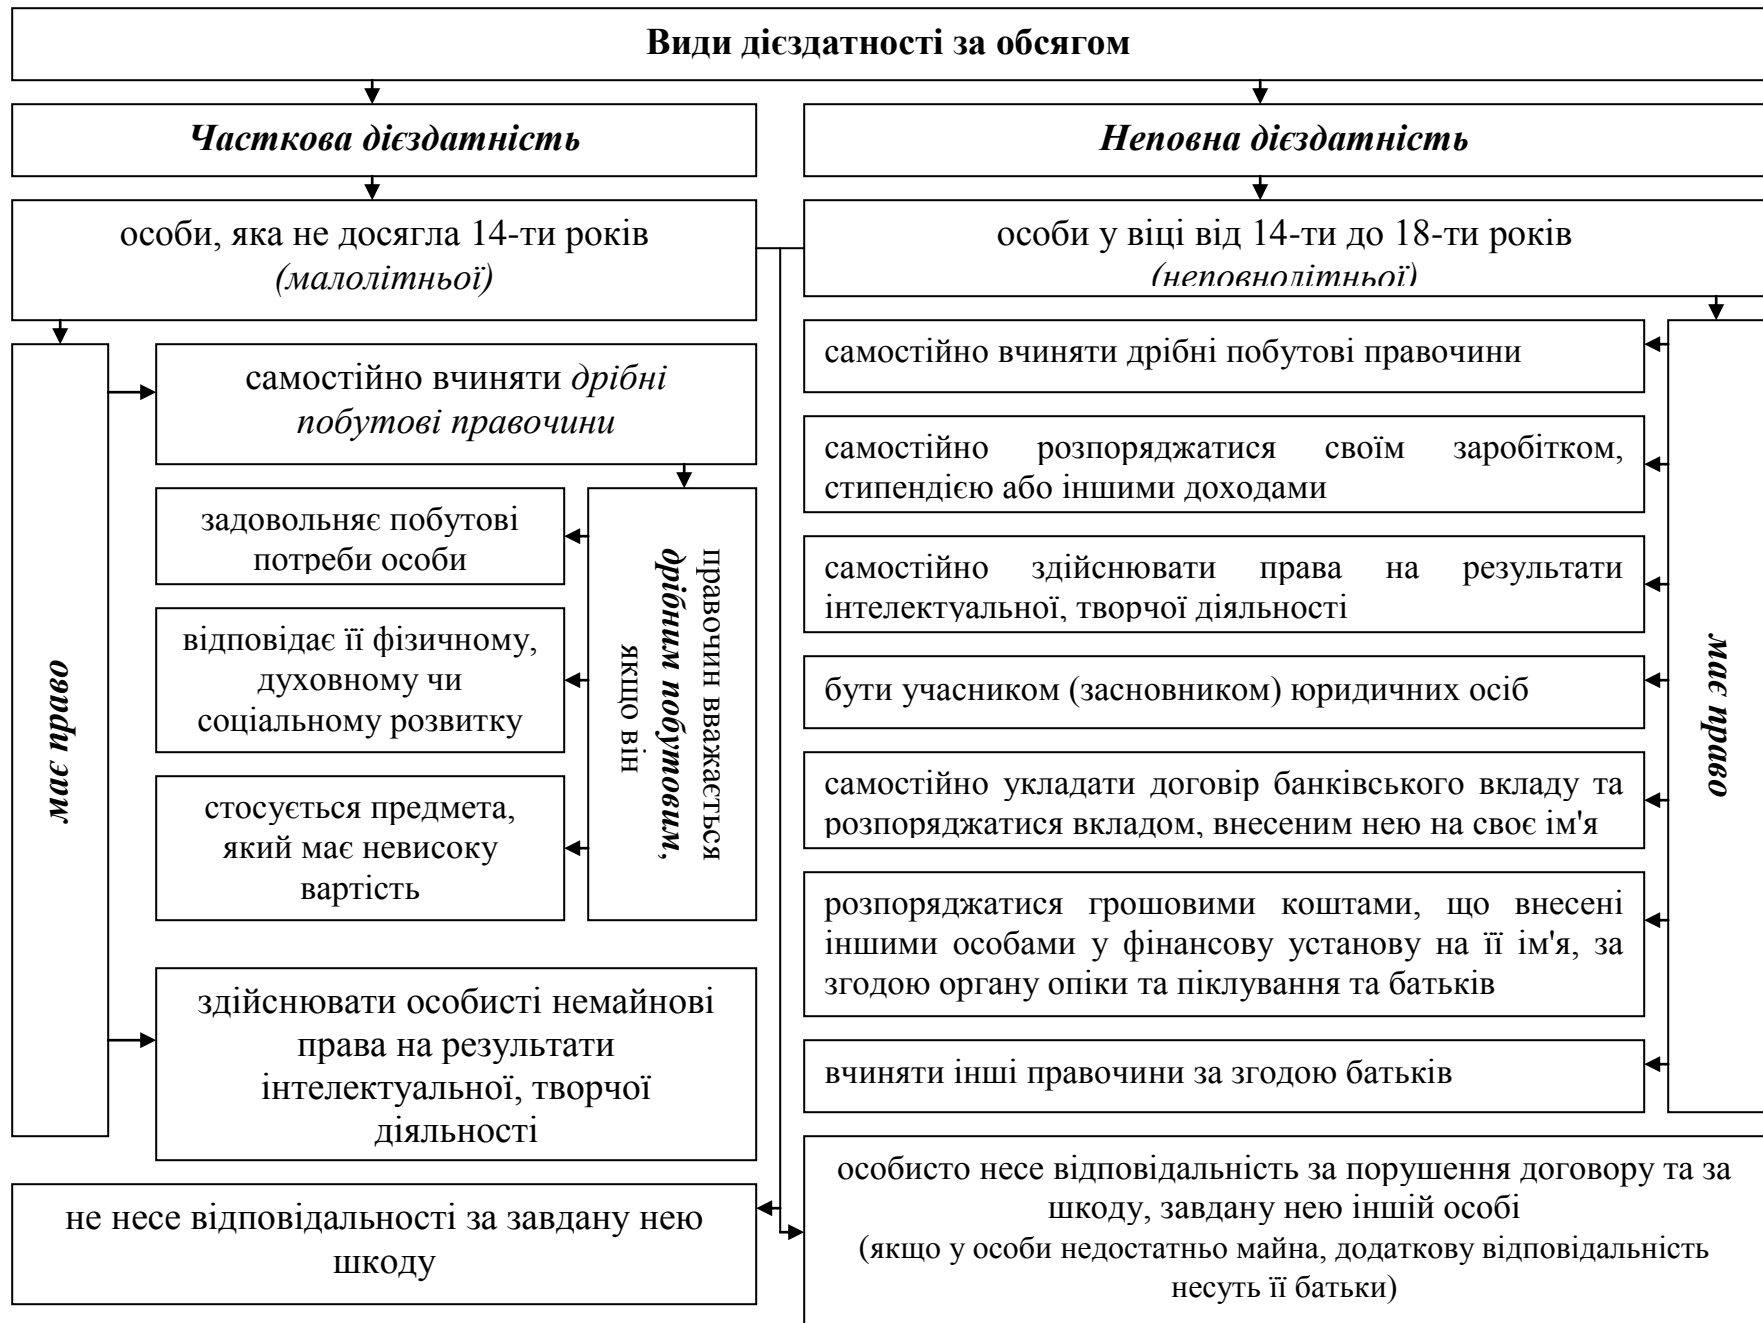 Види дієздатності за обсягом
Часткова дієздатність
особи, яка не досягла 14-ти років
(малолітньої)
має право
самостійно вчиняти дрібні
побутові правочини
правочин вважається
дрібним побутовим,
якщо він
задовольняє побутові
потреби особи
відповідає її фізичному,
духовному чи
соціальному розвитку
стосується предмета,
який має невисоку
вартість
здійснювати особисті немайнові
права на результати
інтелектуальної, творчої
діяльності
не несе відповідальності за завдану нею
шкоду
Неповна дієздатність
особи у віці від 14-ти до 18-ти років
(неповнолітньої)
має право
самостійно вчиняти дрібні побутові правочини
самостійно розпоряджатися своїм заробітком,
стипендією або іншими доходами
самостійно здійснювати права на результати
інтелектуальної, творчої діяльності
бути учасником (засновником) юридичних осіб
самостійно укладати договір банківського вкладу та
розпоряджатися вкладом, внесеним нею на своє ім'я
розпоряджатися грошовими коштами, що внесені
іншими особами у фінансову установу на її ім'я, за
згодою органу опіки та піклування та батьків
вчиняти інші правочини за згодою батьків
особисто несе відповідальність за порушення договору та за
шкоду, завдану нею іншій особі
(якщо у особи недостатньо майна, додаткову відповідальність
несуть її батьки)